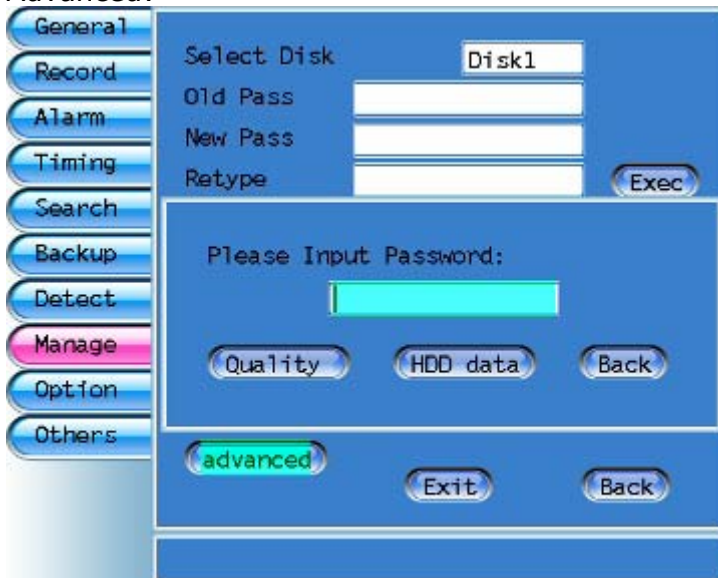 Advanced:
General
Record
Alarm
Timing
Search
Backup
Detect
Manage
Option
Others
Select Disk Disk1
Old Pass
New Pass
Retype Exec
Please Input Password:
Quality HDD data Back
advanced
Exit Back